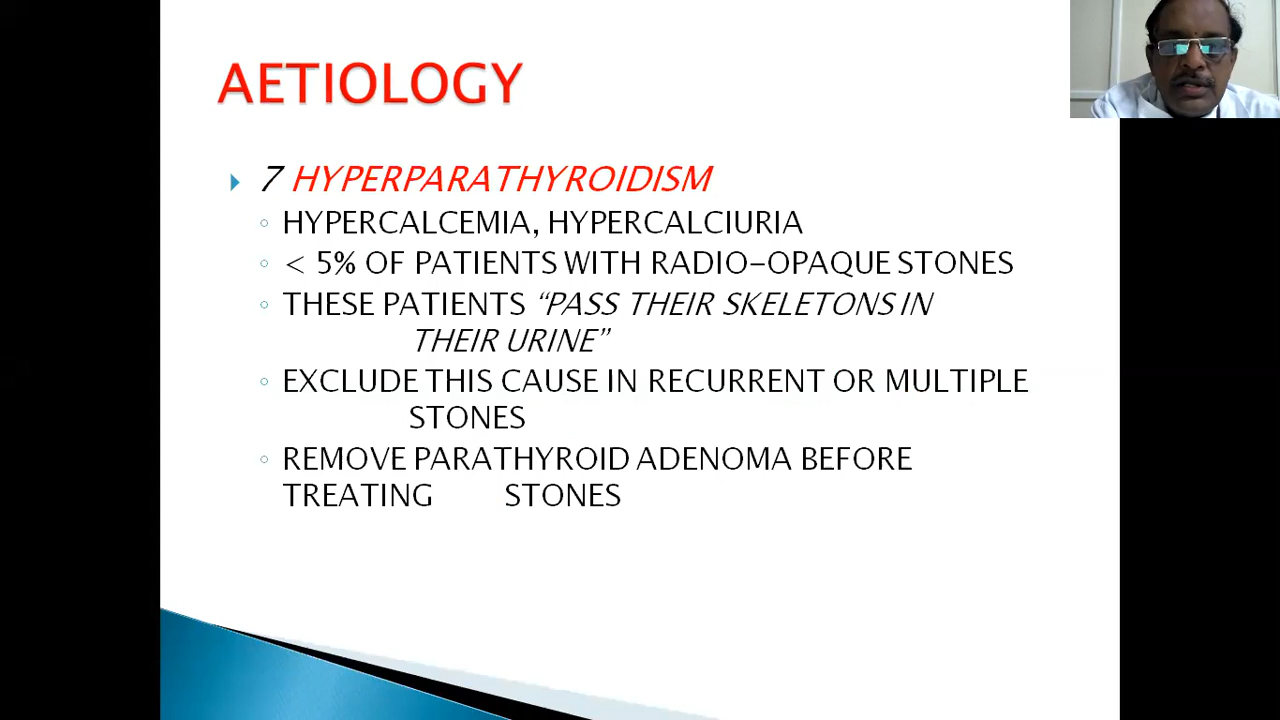 AETIOLOGY
7 HYPERPARATHYROIDISM
HYPERCALCEMIA, HYPERCALCIURIA
< 5% OF PATIENTS WITH RADIO-OPAQUE STONES
THESE PATIENTS “PASS THEIR SKELETONS IN
THEIR URINE”
EXCLUDE THIS CAUSE IN RECURRENT OR MULTIPLE
STONES
REMOVE PARATHYROID ADENOMA BEFORE
TREATING STONES